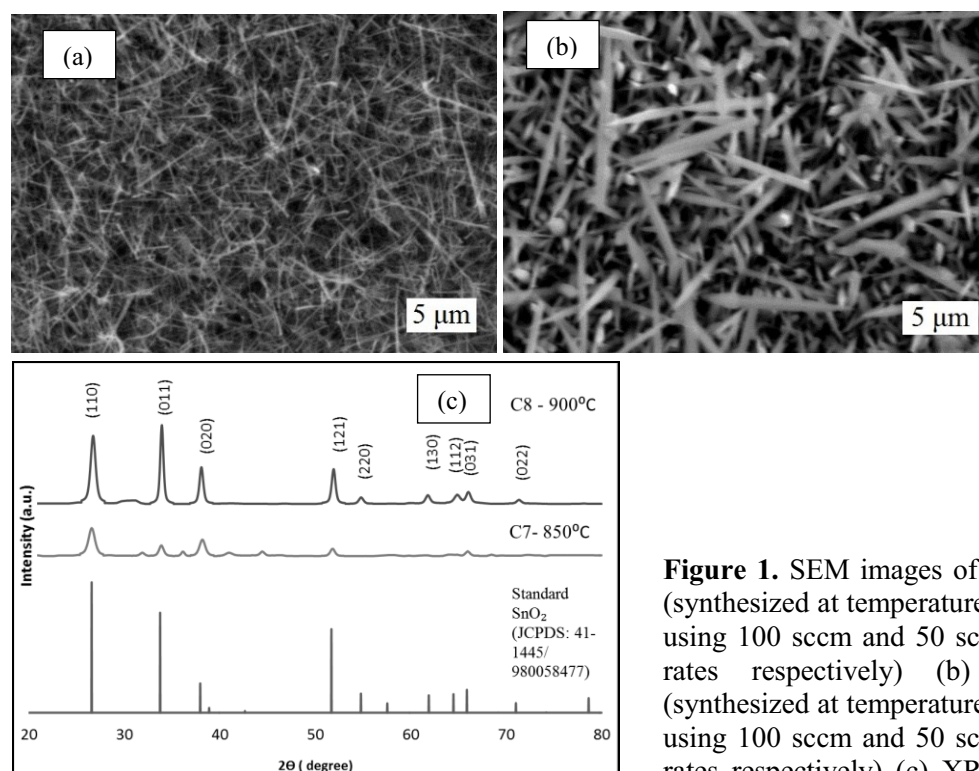 (a)
5 μm
(b)
5 μm
(c)
C8 - 900⁰C
(110)
(011)
(020)
(121)
(220)
(130)
(112)
(031)
(022)
C7- 850⁰C
Standard
SnO₂
(JCPDS: 41-
1445/
980058477)
Intensity (a.u.)
20 30 40 50 60 70 80
2Θ ( degree)
Figure 1. SEM images of
(synthesized at temperature
using 100 sccm and 50 sc
rates respectively) (b)
(synthesized at temperature
using 100 sccm and 50 sc
rates respectively) (c) XR